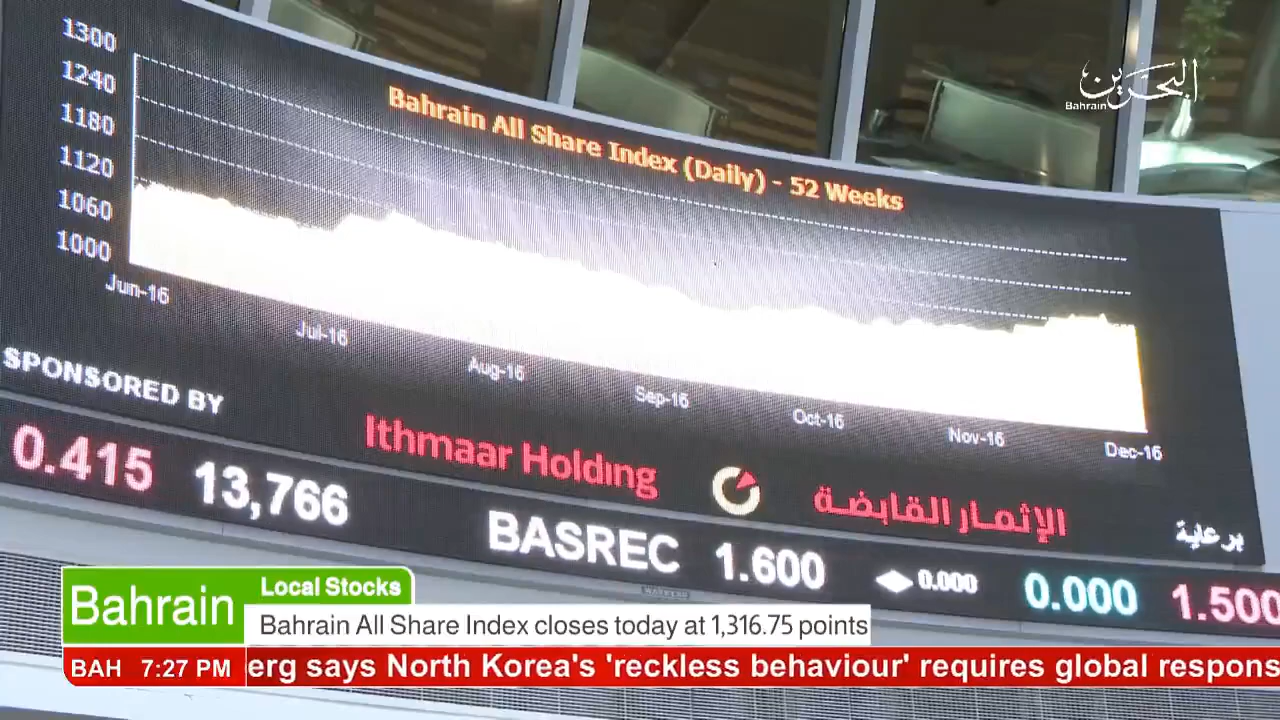 1300
1240
1180
1120
1060
1000
Bahrain All Share Index (Daily) - 52 Weeks
البحرين
Bahrain
Jun-16
Jul-16
Aug-16
Sep-16
Oct-16
Nov-16
Dec-16
SPONSORED BY
Ithmaar Holding
الإثمار القابضة
برعاية
0.415 13,766 BASREC 1.600 0.000 0.000 1.500
Bahrain
Local Stocks
Bahrain All Share Index closes today at 1,316.75 points
BAH 7:27 PM
erg says North Korea's 'reckless behaviour' requires global respons